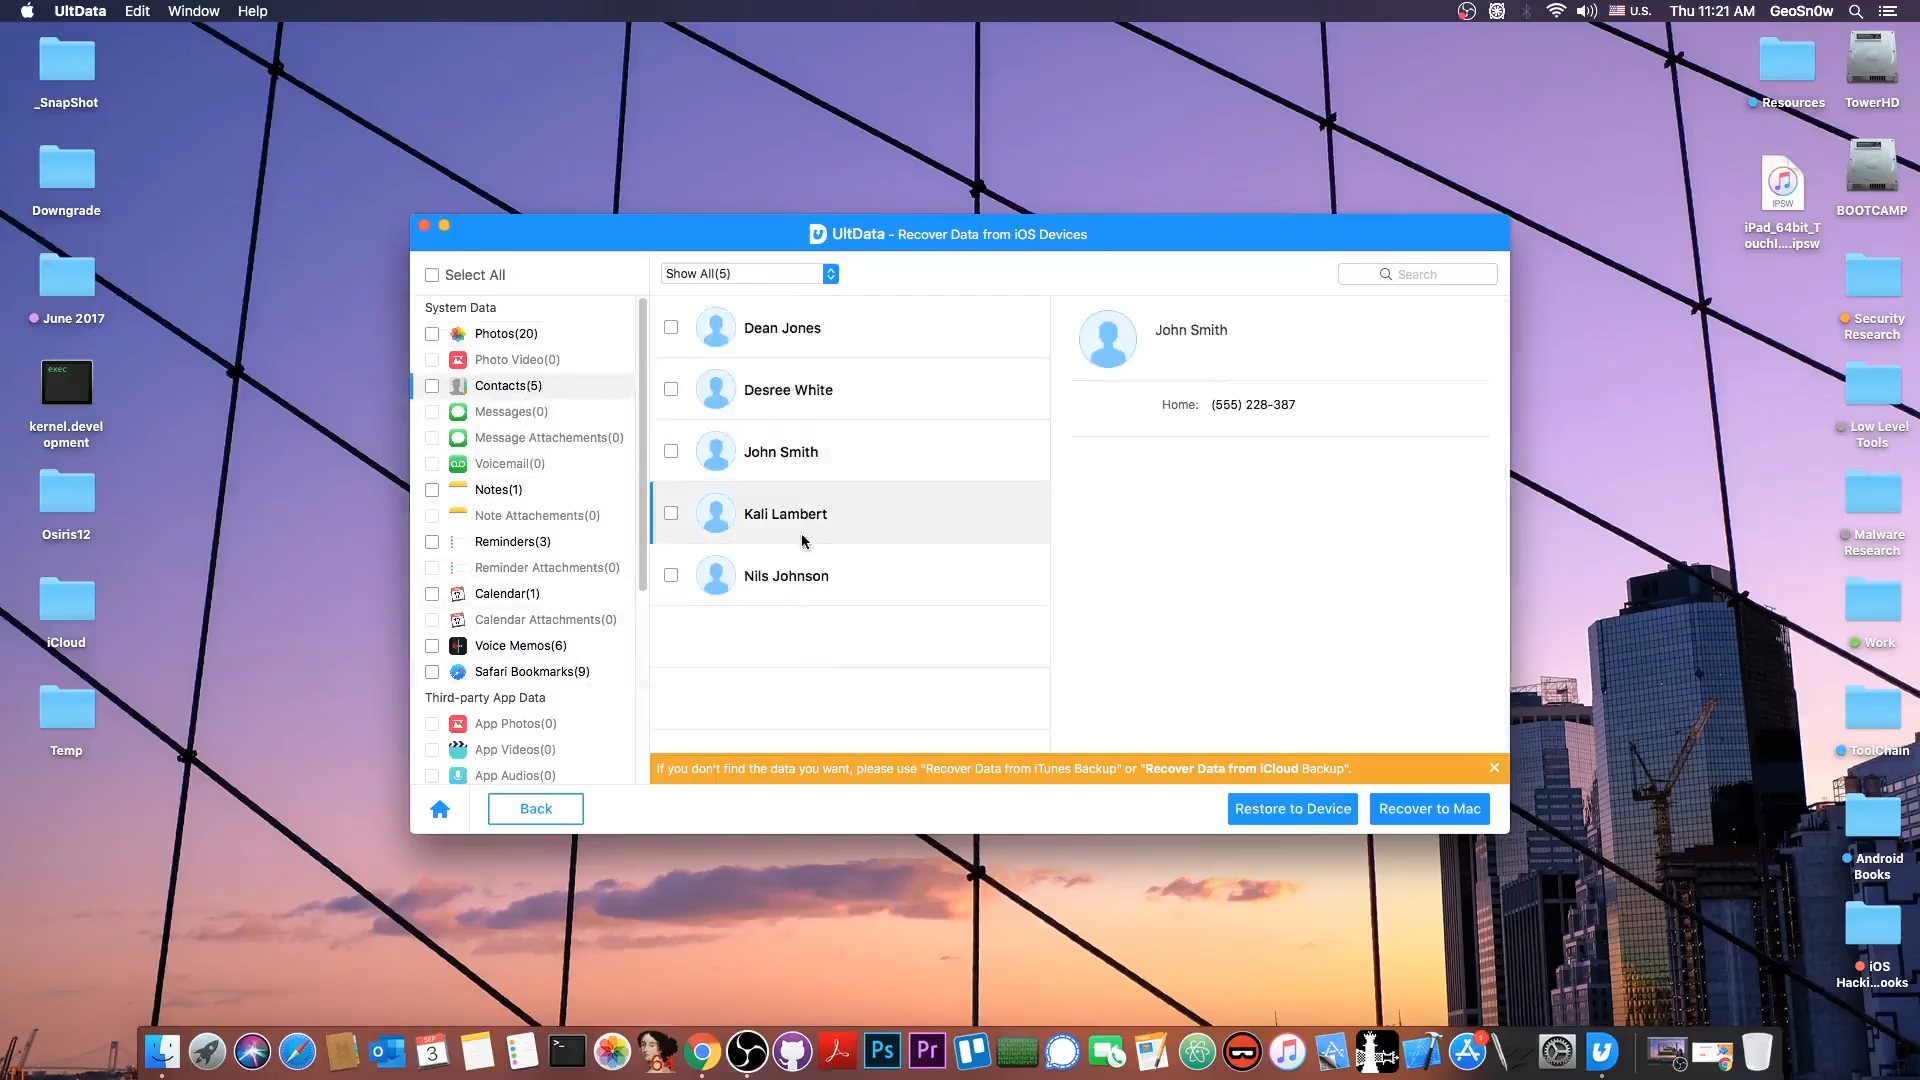 UltData Edit Window Help
U.S. Thu 11:21 AM GeoSn0w
_SnapShot
Downgrade
June 2017
exec
kernel.devel
opment
Osiris12
iCloud
Temp
Resources
TowerHD
IPSW
iPad_64bit_T
ouchI....ipsw
BOOTCAMP
Security
Research
Low Level
Tools
Malware
Research
Work
ToolChain
Android
Books
iOS
Hacki...ooks
UltData - Recover Data from iOS Devices
Select All
Show All(5)
Search
System Data
Photos(20)
Photo Video(0)
Contacts(5)
Messages(0)
Message Attachements(0)
Voicemail(0)
Notes(1)
Note Attachements(0)
Reminders(3)
Reminder Attachments(0)
Calendar(1)
Calendar Attachments(0)
Voice Memos(6)
Safari Bookmarks(9)
Third-party App Data
App Photos(0)
App Videos(0)
App Audios(0)
Dean Jones
Desree White
John Smith
Kali Lambert
Nils Johnson
John Smith
Home: (555) 228-387
If you don't find the data you want, please use "Recover Data from iTunes Backup" or "Recover Data from iCloud Backup".
Back
Restore to Device
Recover to Mac
SEP
3
Ps
Pr
1